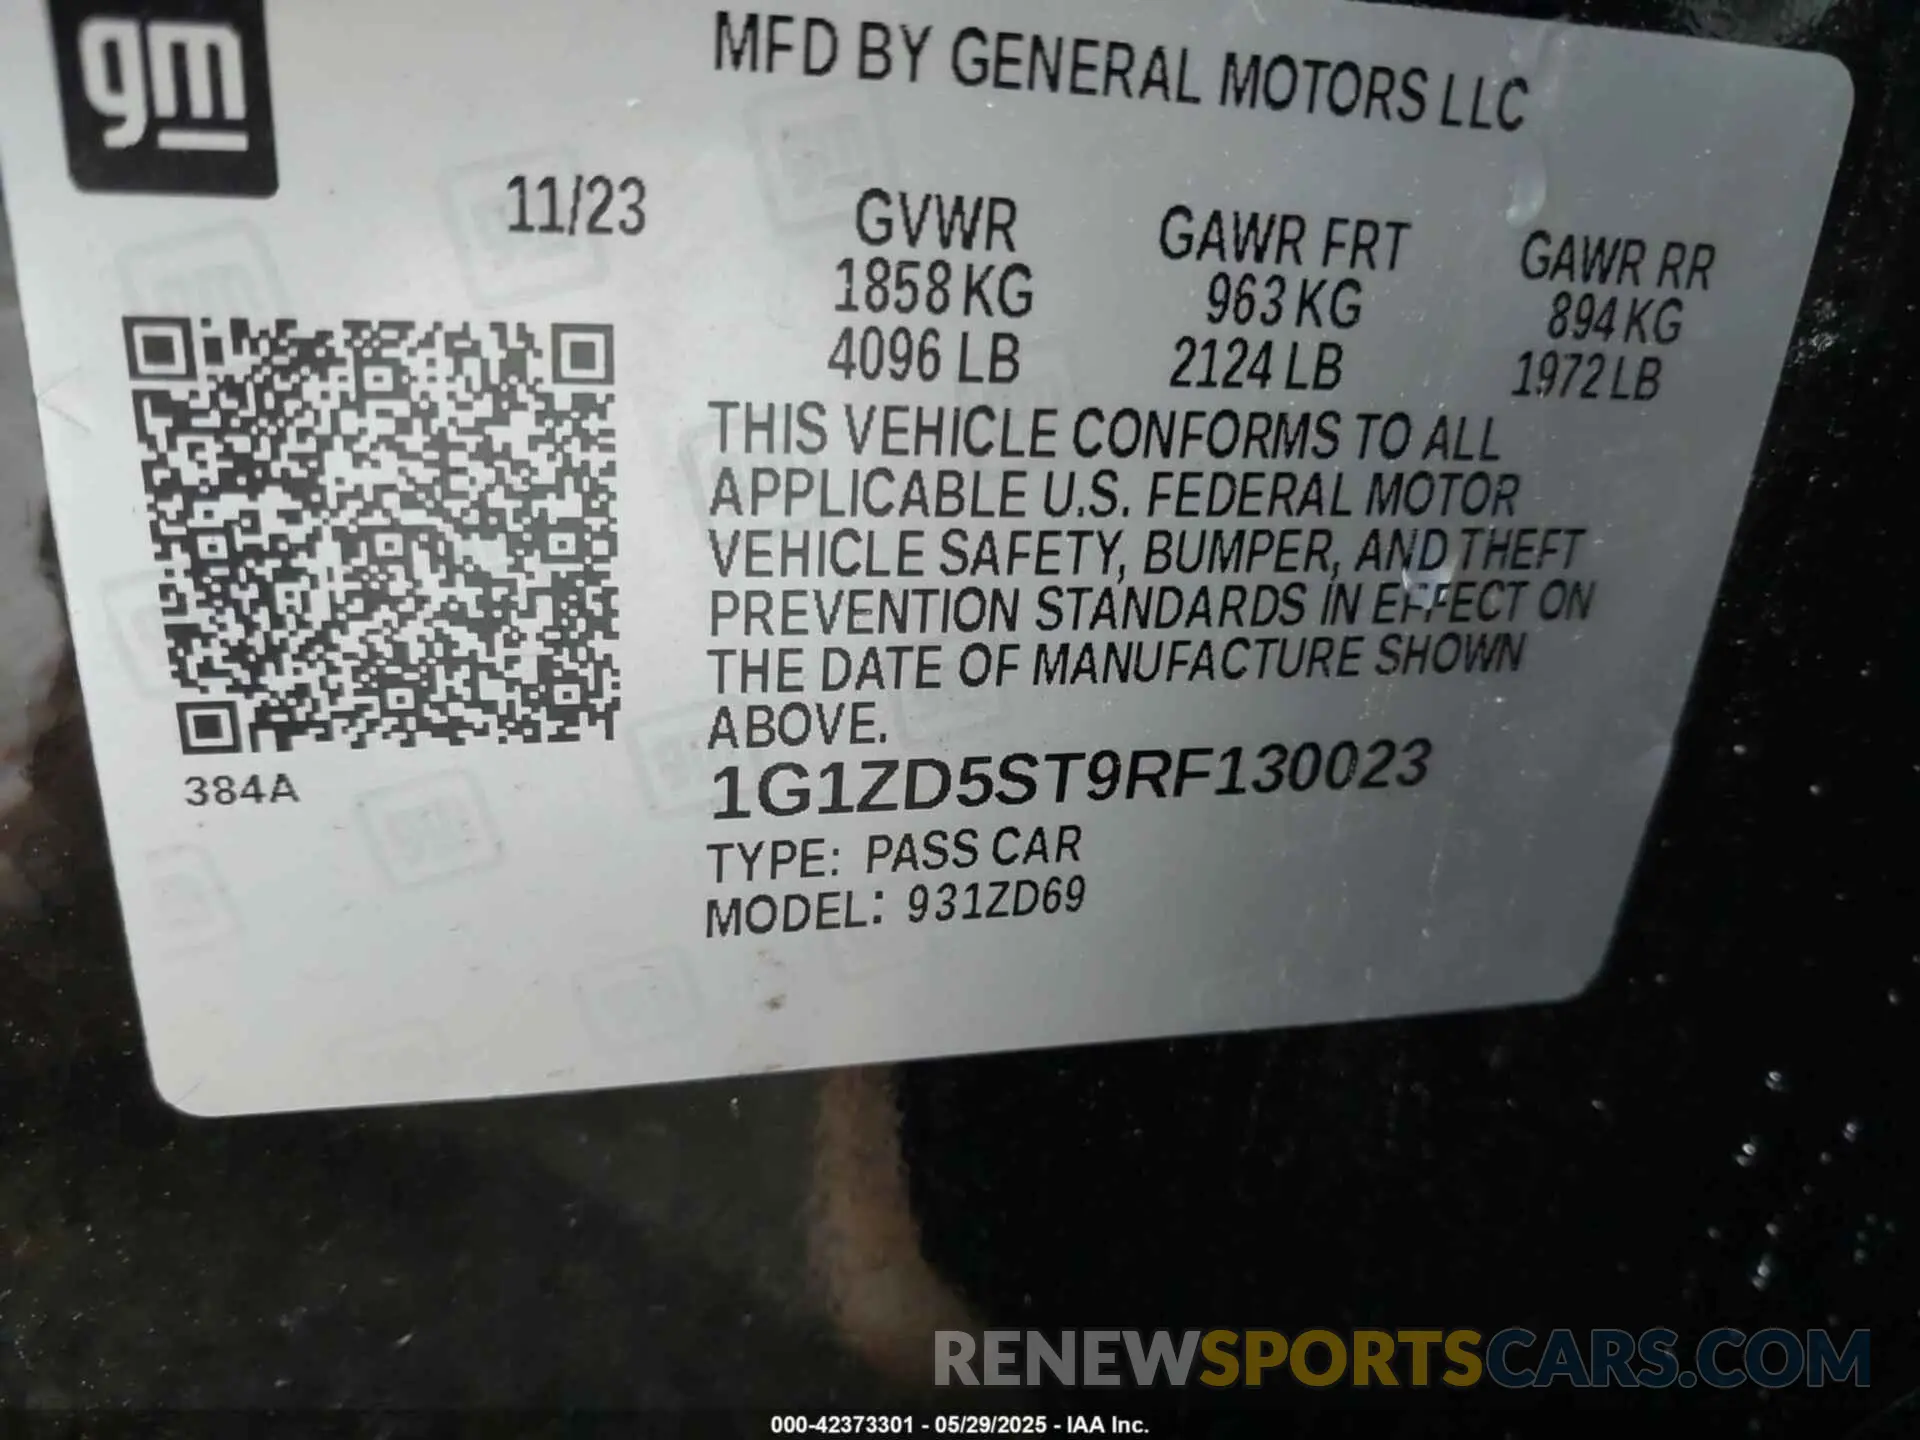 gm
MFD BY GENERAL MOTORS LLC
11/23
GVWR
1858 KG
4096 LB
GAWR FRT
963 KG
2124 LB
GAWR RR
894 KG
1972 LB
THIS VEHICLE CONFORMS TO ALL
APPLICABLE U.S. FEDERAL MOTOR
VEHICLE SAFETY, BUMPER, AND THEFT
PREVENTION STANDARDS IN EFFECT ON
THE DATE OF MANUFACTURE SHOWN
ABOVE.
384A
1G1ZD5ST9RF130023
TYPE: PASS CAR
MODEL: 931ZD69
RENEWSPORTSCARS.COM
000-42373301 - 05/29/2025 - IAA Inc.